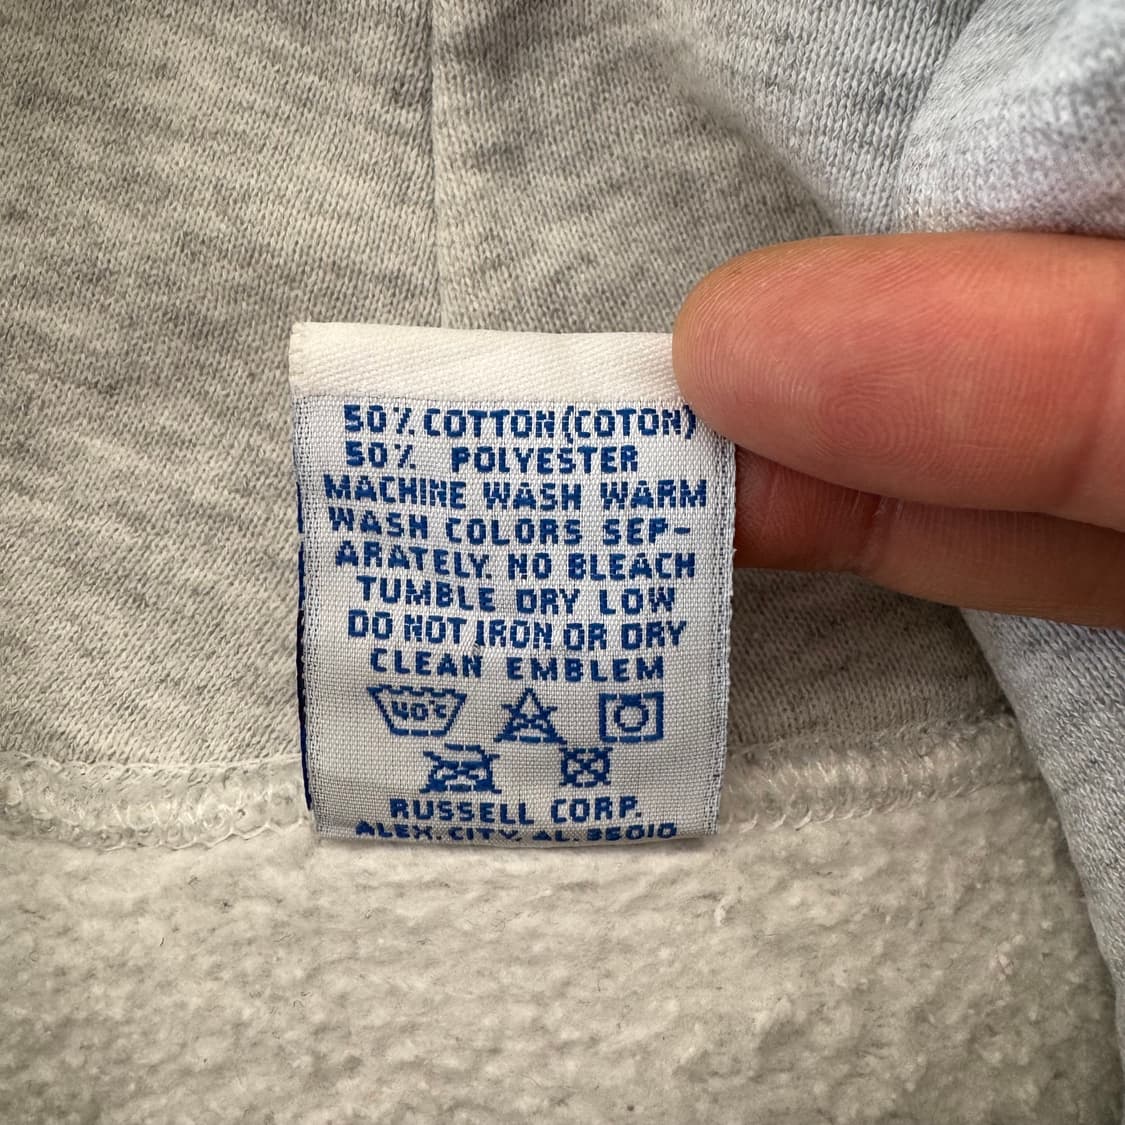 50% COTTON (COTON)
50% POLYESTER
MACHINE WASH WARM
WASH COLORS SEP-
ARATELY. NO BLEACH
TUMBLE DRY LOW
DO NOT IRON OR DRY
CLEAN EMBLEM
40°C
RUSSELL CORP.
ALEX. CITY, AL. 35010